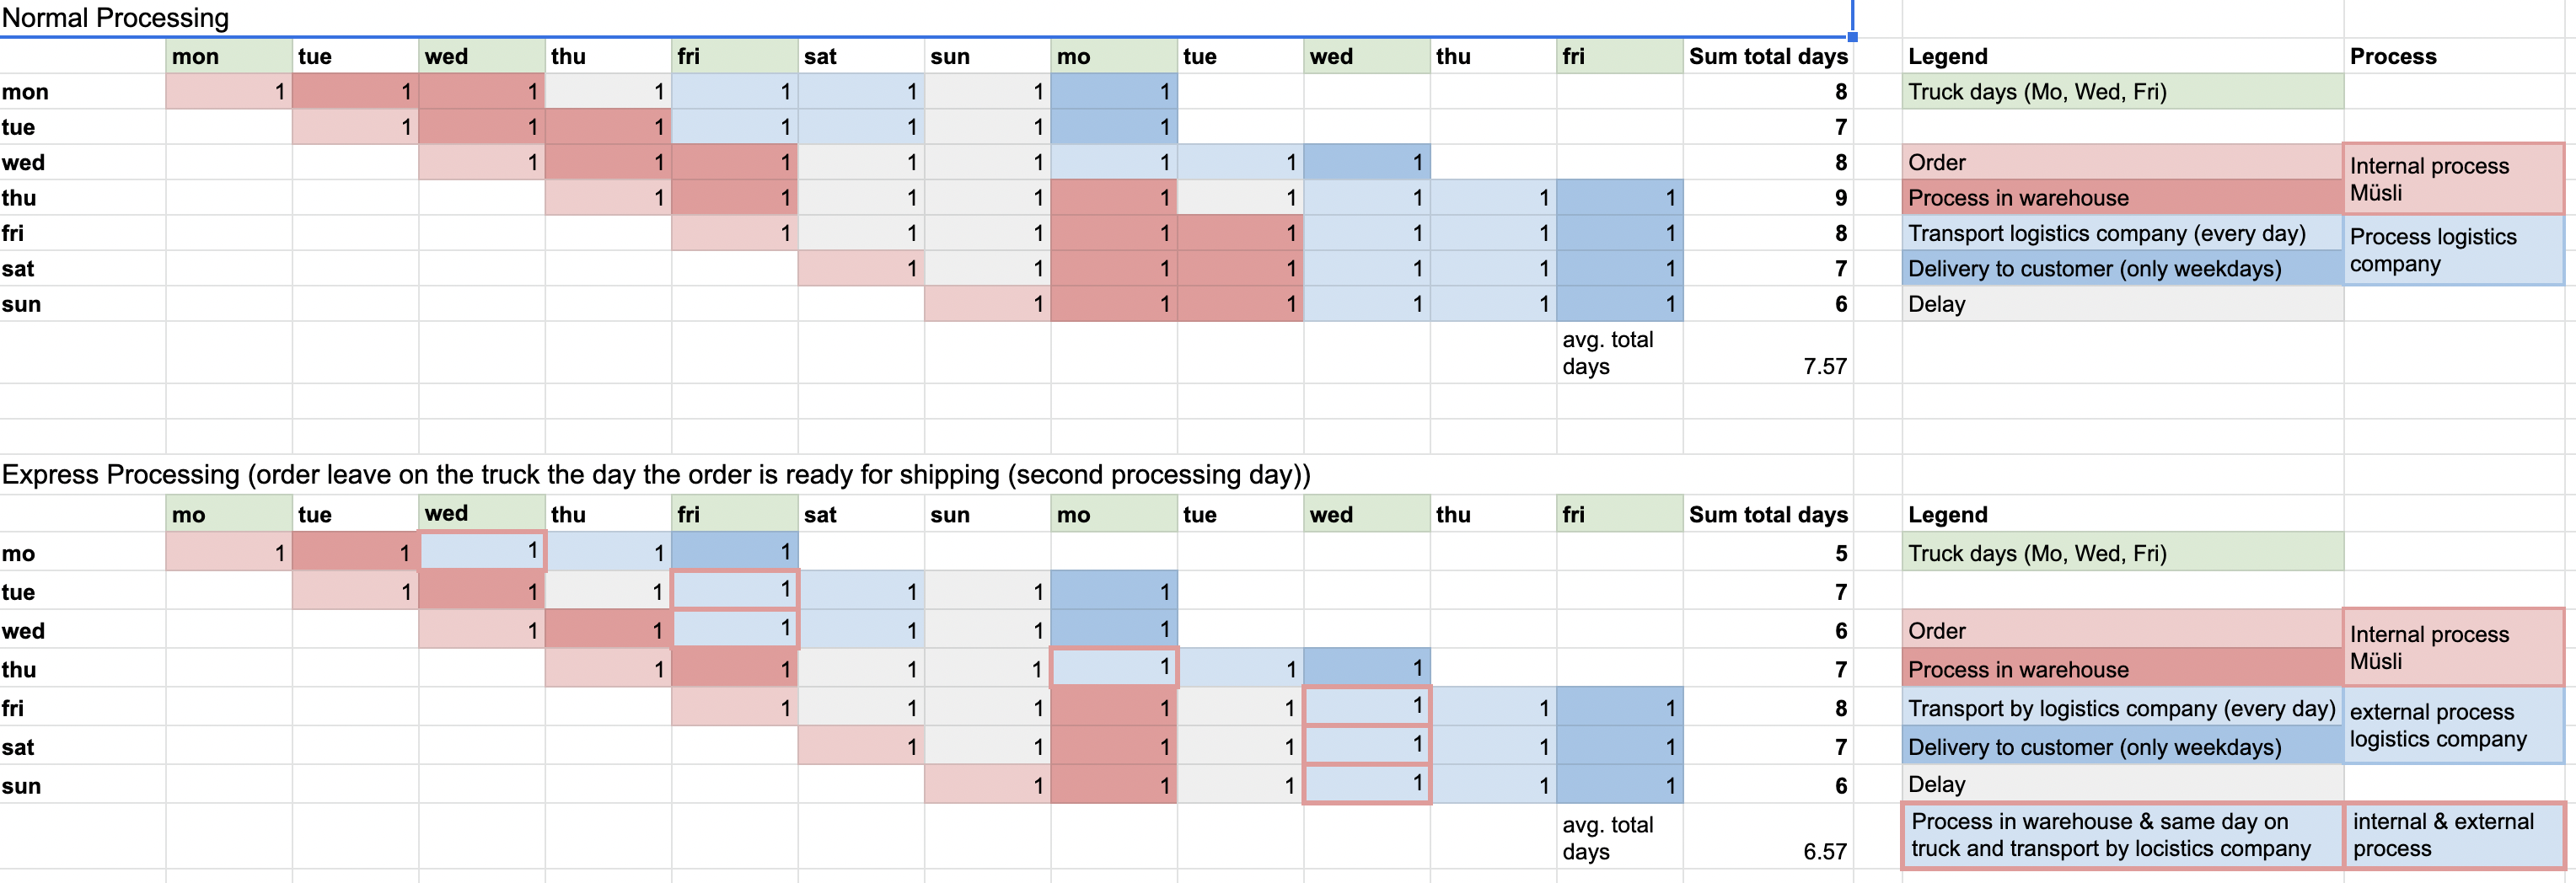 Normal Processing
mon tue wed thu fri sat sun mo tue wed thu fri Sum total days Legend Process
mon 1 1 1 1 1 1 1 1 8 Truck days (Mo, Wed, Fri)
tue 1 1 1 1 1 1 1 7
wed 1 1 1 1 1 1 1 1 8 Order Internal process
Müsli
thu 1 1 1 1 1 1 1 1 1 9 Process in warehouse
fri 1 1 1 1 1 1 1 1 8 Transport logistics company (every day) Process logistics
company
sat 1 1 1 1 1 1 1 7 Delivery to customer (only weekdays)
sun 1 1 1 1 1 1 6 Delay
avg. total
days 7.57
Express Processing (order leave on the truck the day the order is ready for shipping (second processing day))
mo tue wed thu fri sat sun mo tue wed thu fri Sum total days Legend
mo 1 1 1 1 1 5 Truck days (Mo, Wed, Fri)
tue 1 1 1 1 1 1 1 7
wed 1 1 1 1 1 1 6 Order Internal process
Müsli
thu 1 1 1 1 1 1 1 7 Process in warehouse
fri 1 1 1 1 1 1 1 1 8 Transport by logistics company (every day) external process
logistics company
sat 1 1 1 1 1 1 1 7 Delivery to customer (only weekdays)
sun 1 1 1 1 1 1 6 Delay
avg. total
days 6.57
Process in warehouse & same day on
truck and transport by locistics company
internal & external
process